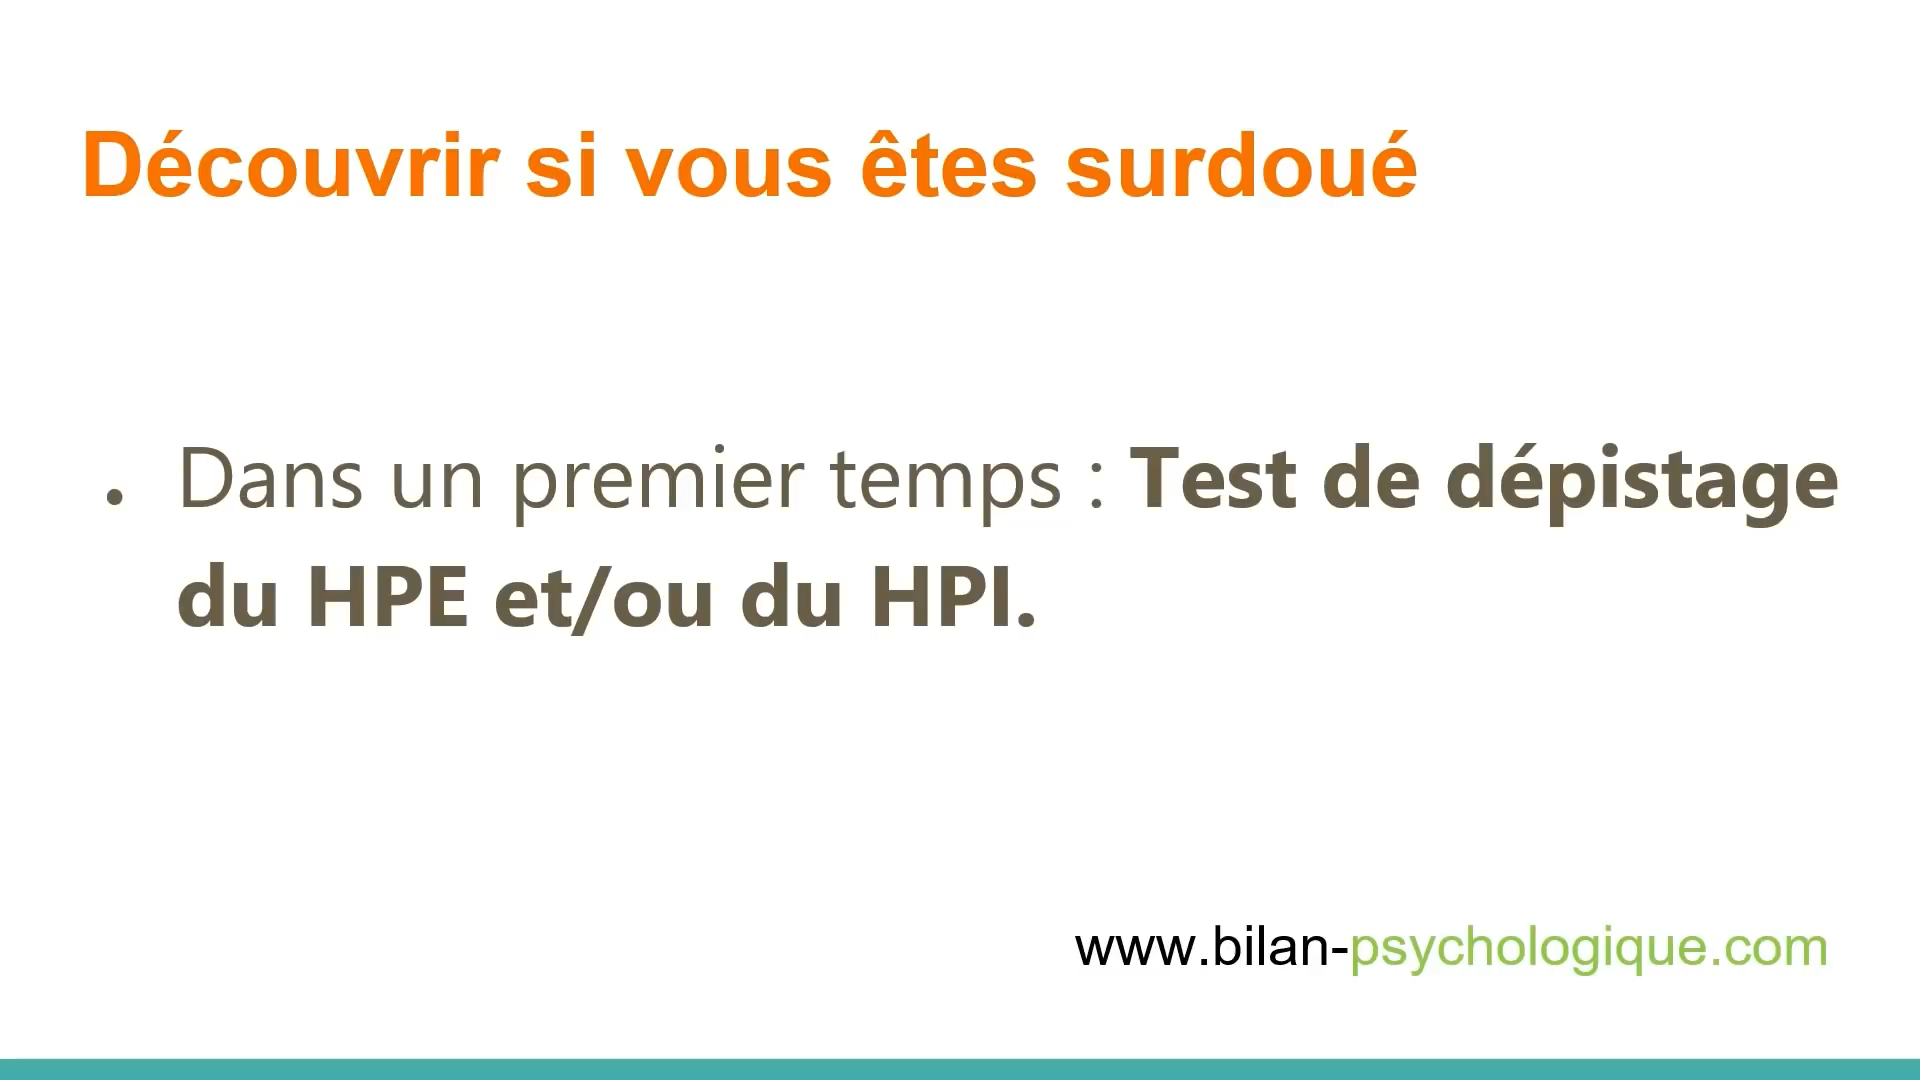 Découvrir si vous êtes surdoué
• Dans un premier temps : Test de dépistage
du HPE et/ou du HPI.
www.bilan-psychologique.com